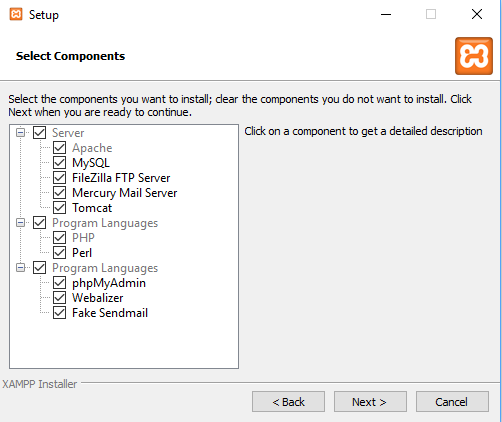 Setup
Select Components
Select the components you want to install; clear the components you do not want to install. Click
Next when you are ready to continue.
Server
Apache
MySQL
FileZilla FTP Server
Mercury Mail Server
Tomcat
Program Languages
PHP
Perl
Program Languages
phpMyAdmin
Webalizer
Fake Sendmail
Click on a component to get a detailed description
XAMPP Installer
< Back
Next >
Cancel